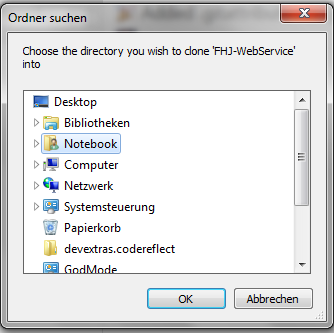 Ordner suchen
Choose the directory you wish to clone 'FHJ-WebService'
into
Desktop
Bibliotheken
Notebook
Computer
Netzwerk
Systemsteuerung
Papierkorb
devextras.codereflect
GodMode
OK
Abbrechen